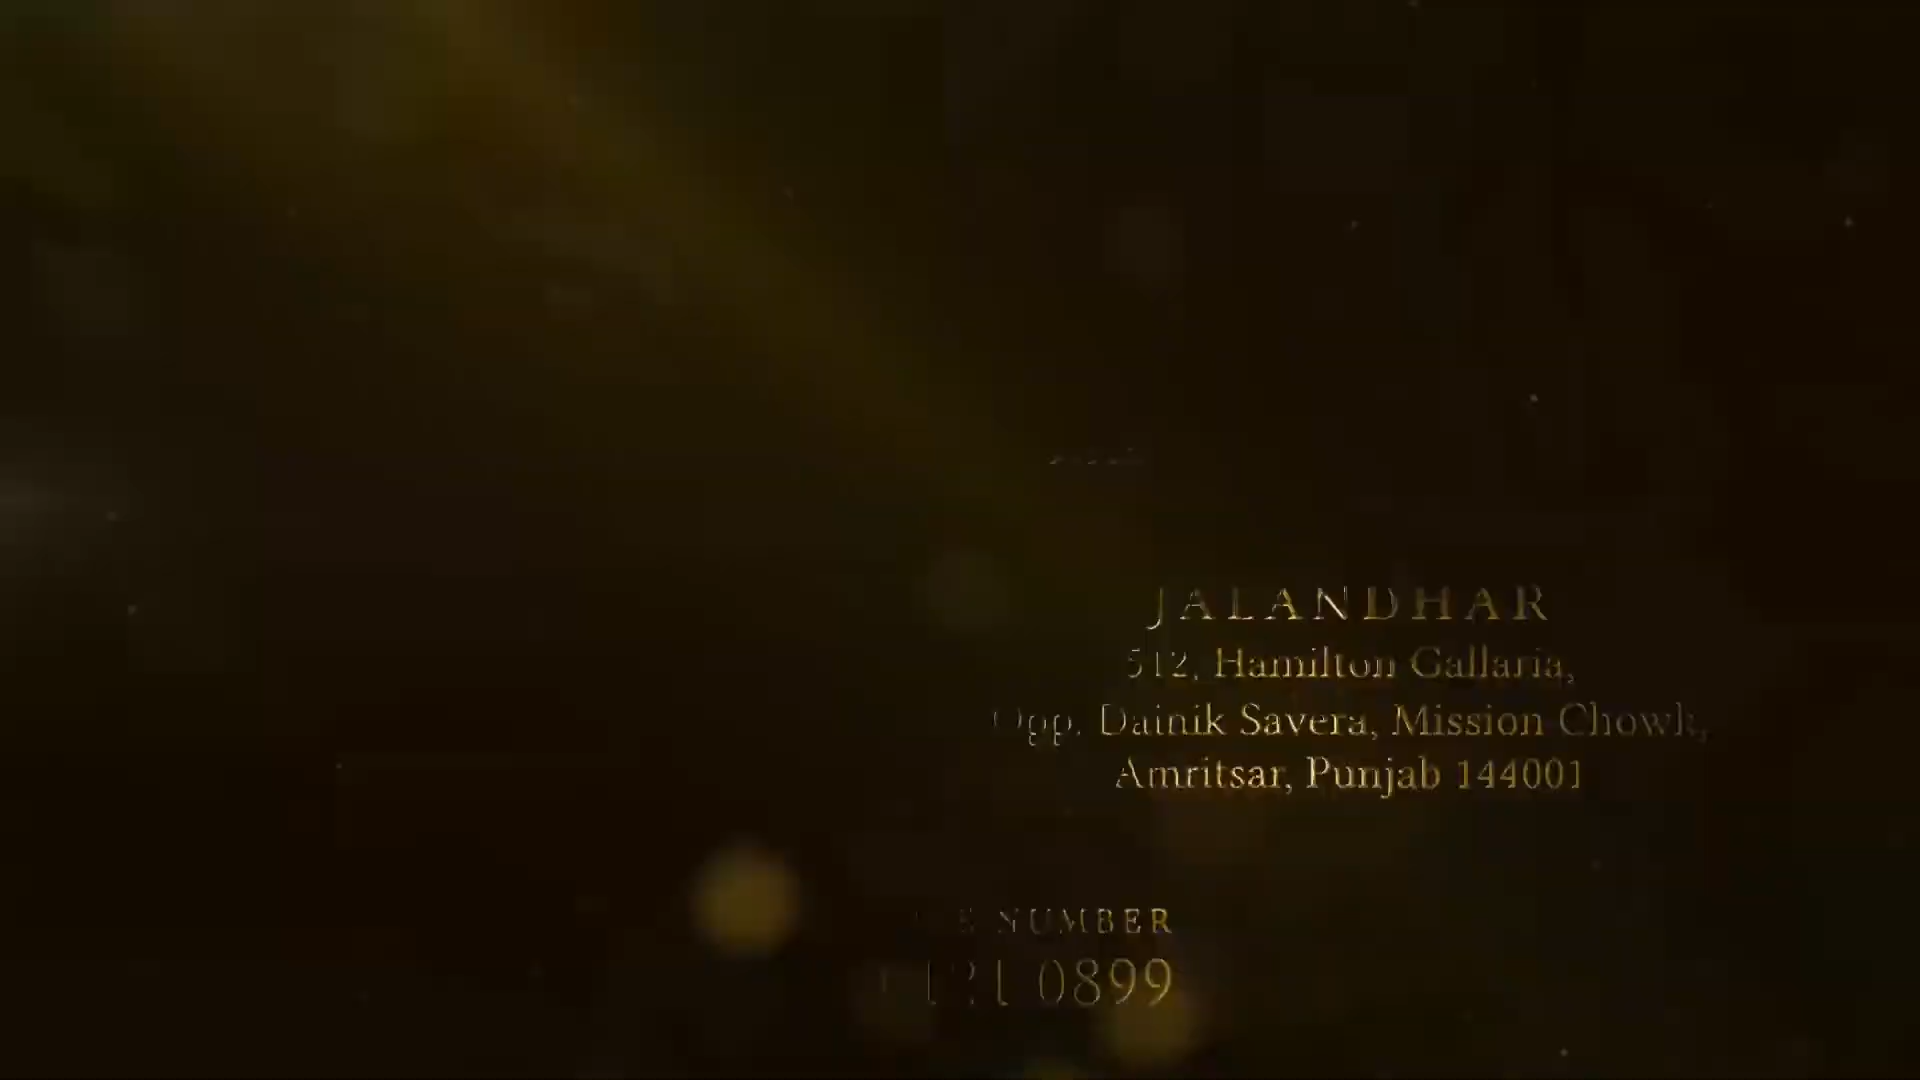 JALANDHAR
512, Hamilton Gallaria,
Opp. Dainik Savera, Mission Chowk,
Amritsar, Punjab 144001
NUMBER
0899